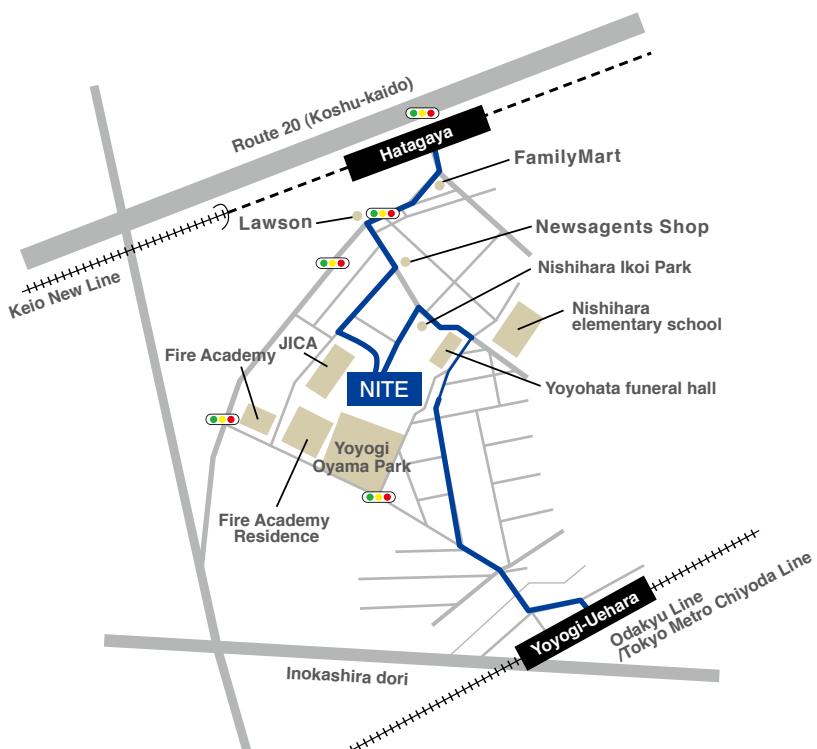 Route 20 (Koshu-kaido)
Hatagaya
FamilyMart
Lawson
Newsagents Shop
Keio New Line
Nishihara Ikoi Park
Nishihara
elementary school
JICA
Fire Academy
NITE
Yoyohata funeral hall
Yoyogi
Oyama Park
Fire Academy
Residence
Yoyogi-Uehara
Odakyu Line
/Tokyo Metro Chiyoda Line
Inokashira dori